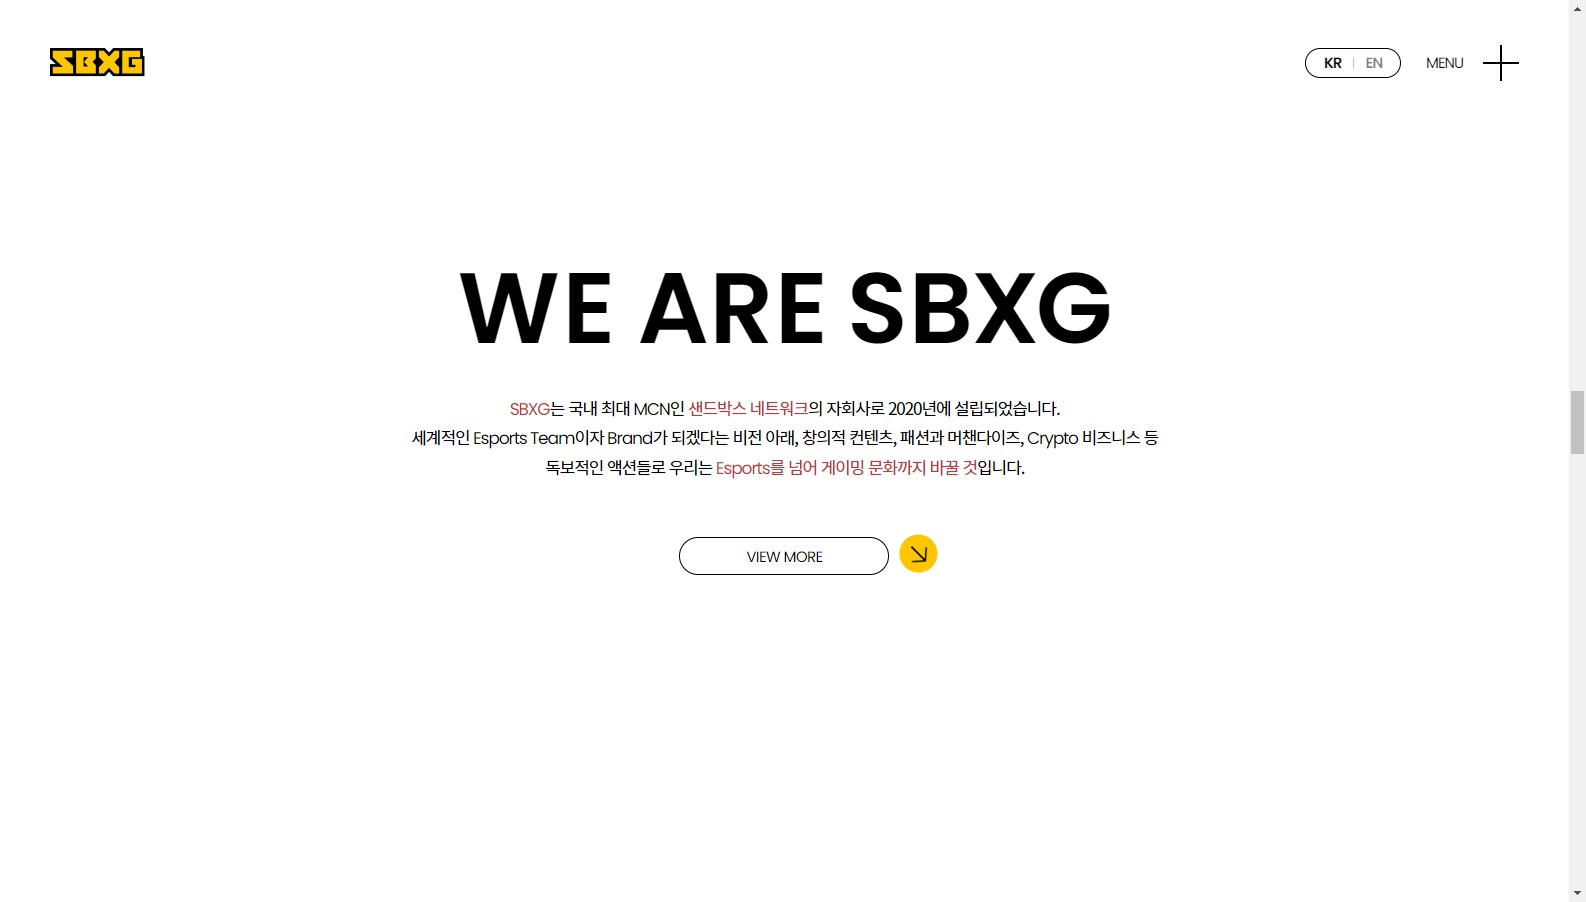 SBXG
KR | EN
MENU
WE ARE SBXG
SBXG는 국내 최대 MCN인 샌드박스 네트워크의 자회사로 2020년에 설립되었습니다.
세계적인 Esports Team이자 Brand가 되겠다는 비전 아래, 창의적 컨텐츠, 패션과 머챈다이즈, Crypto 비즈니스 등
독보적인 액션들로 우리는 Esports를 넘어 게이밍 문화까지 바꿀 것입니다.
VIEW MORE